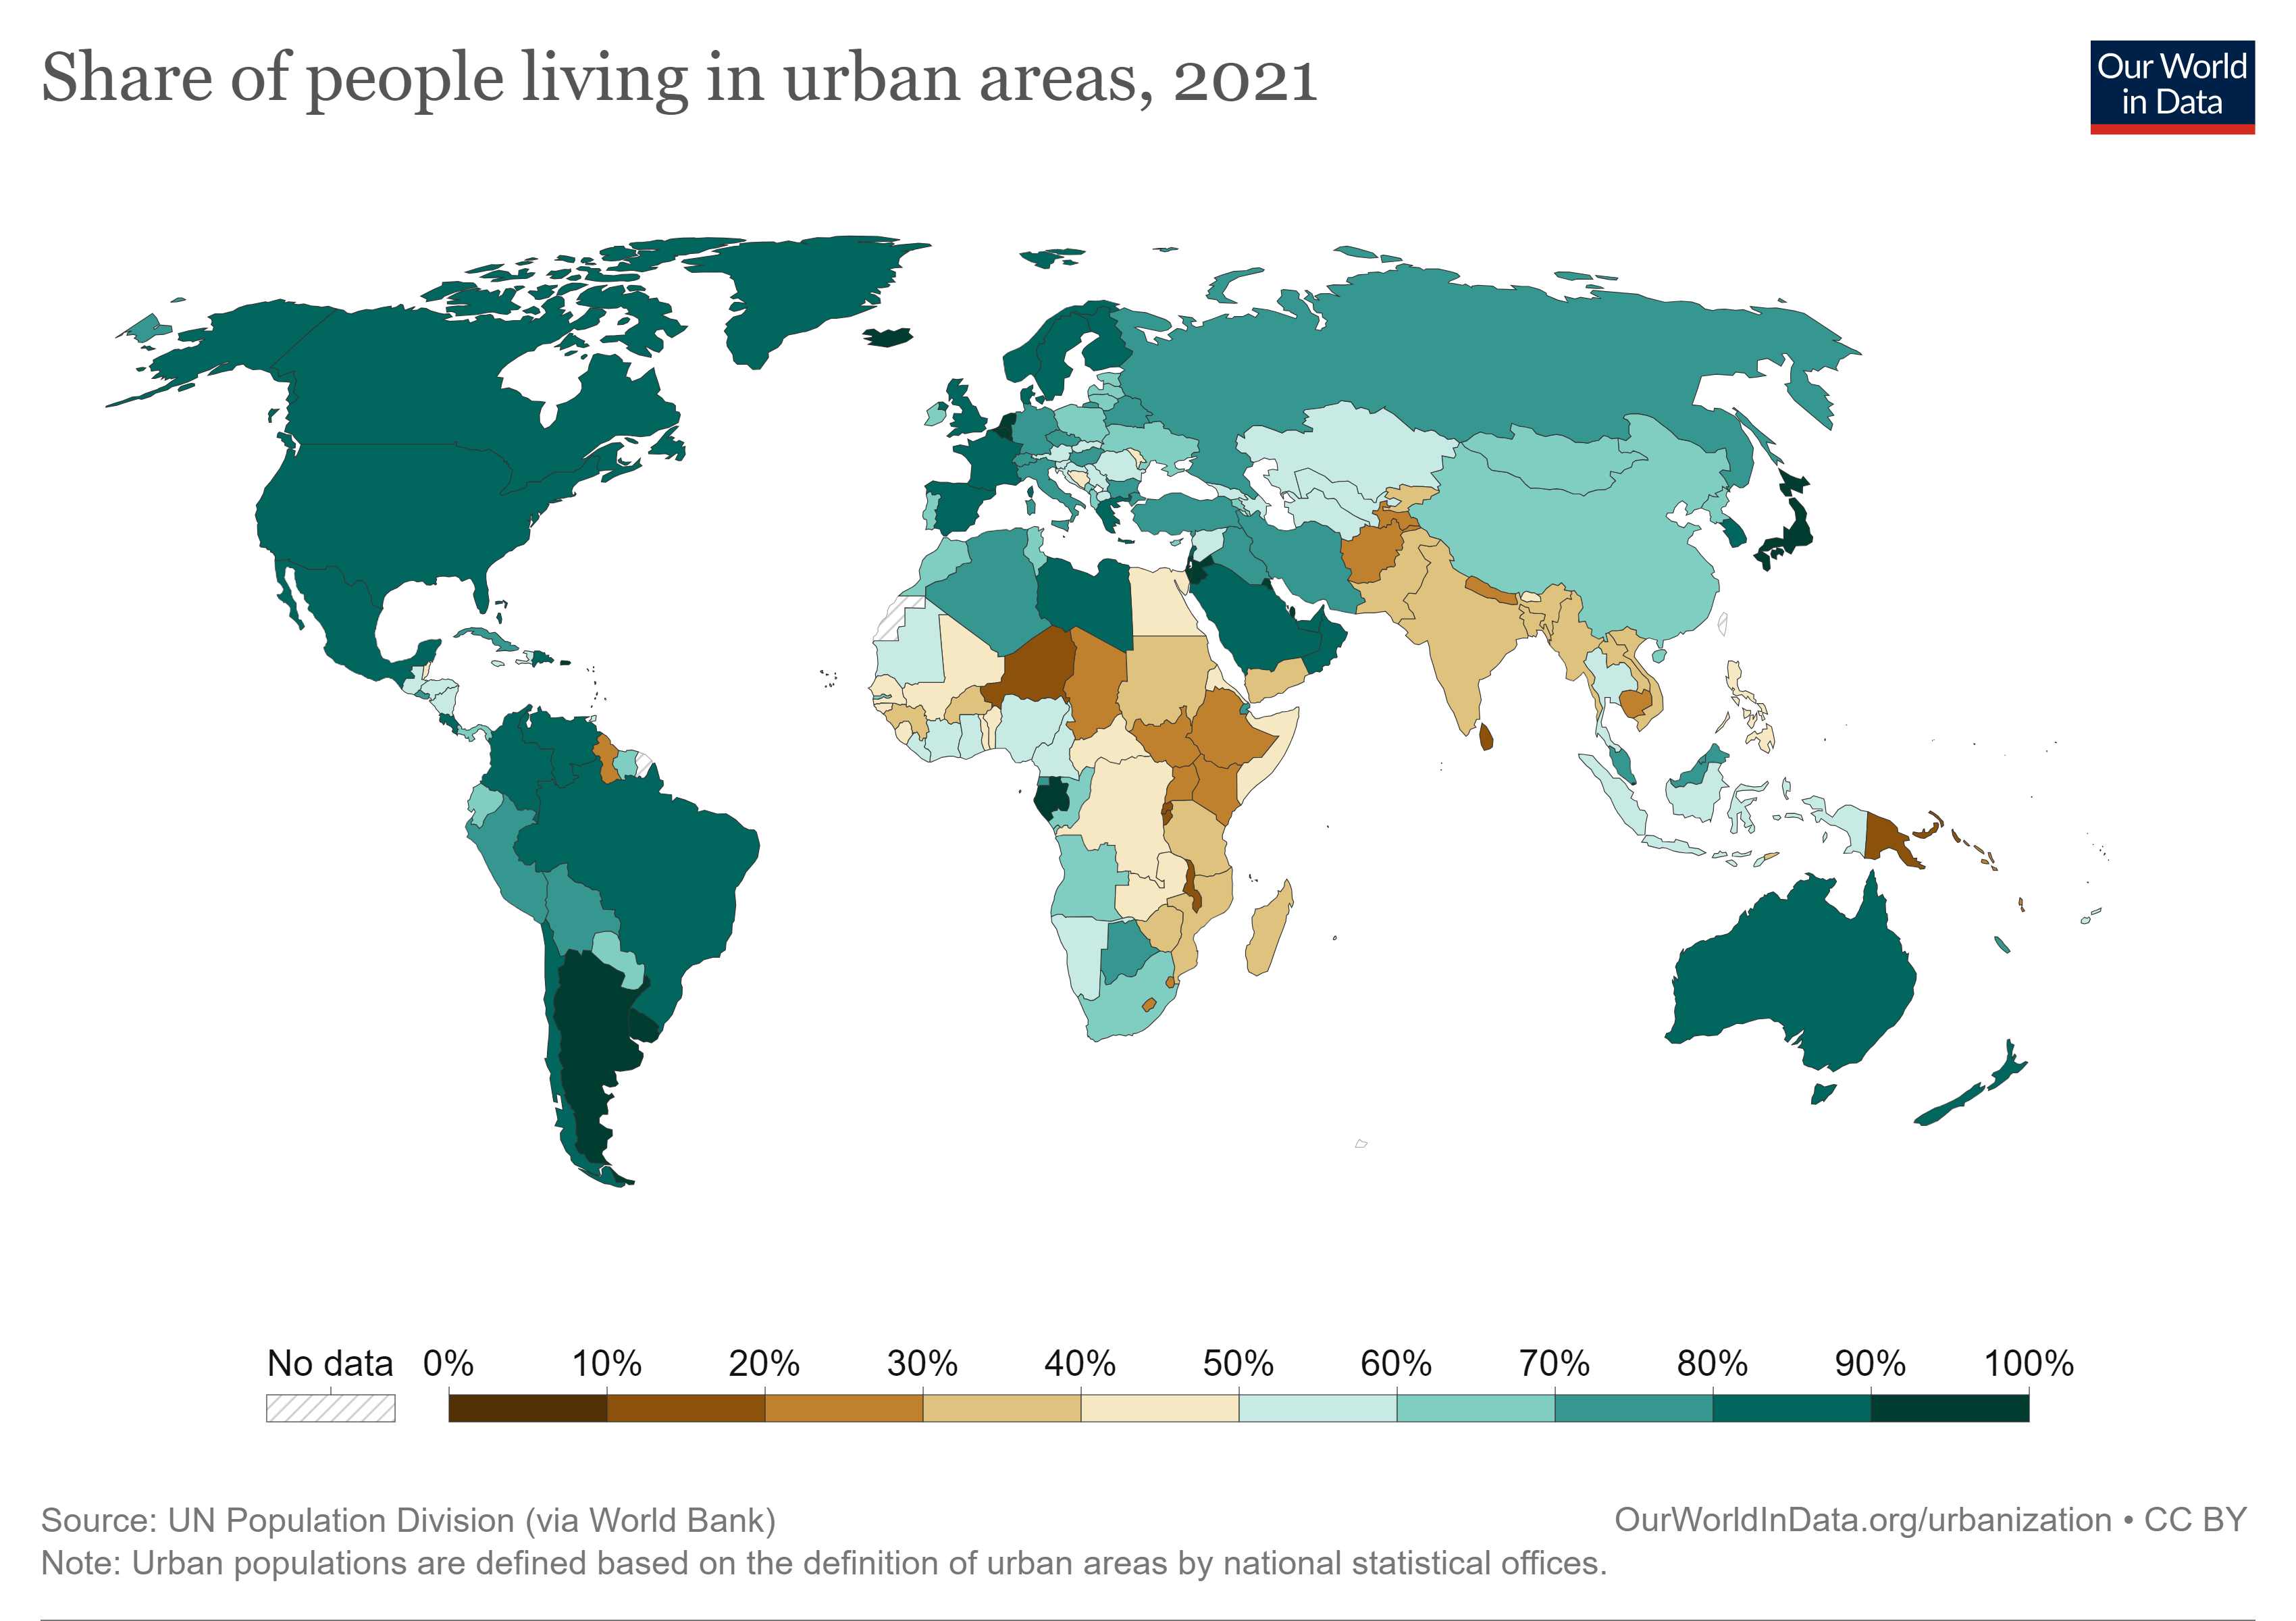 Share of people living in urban areas, 2021
Our World
in Data
No data
0%
10%
20%
30%
40%
50%
60%
70%
80%
90%
100%
Source: UN Population Division (via World Bank)
OurWorldInData.org/urbanization • CC BY
Note: Urban populations are defined based on the definition of urban areas by national statistical offices.